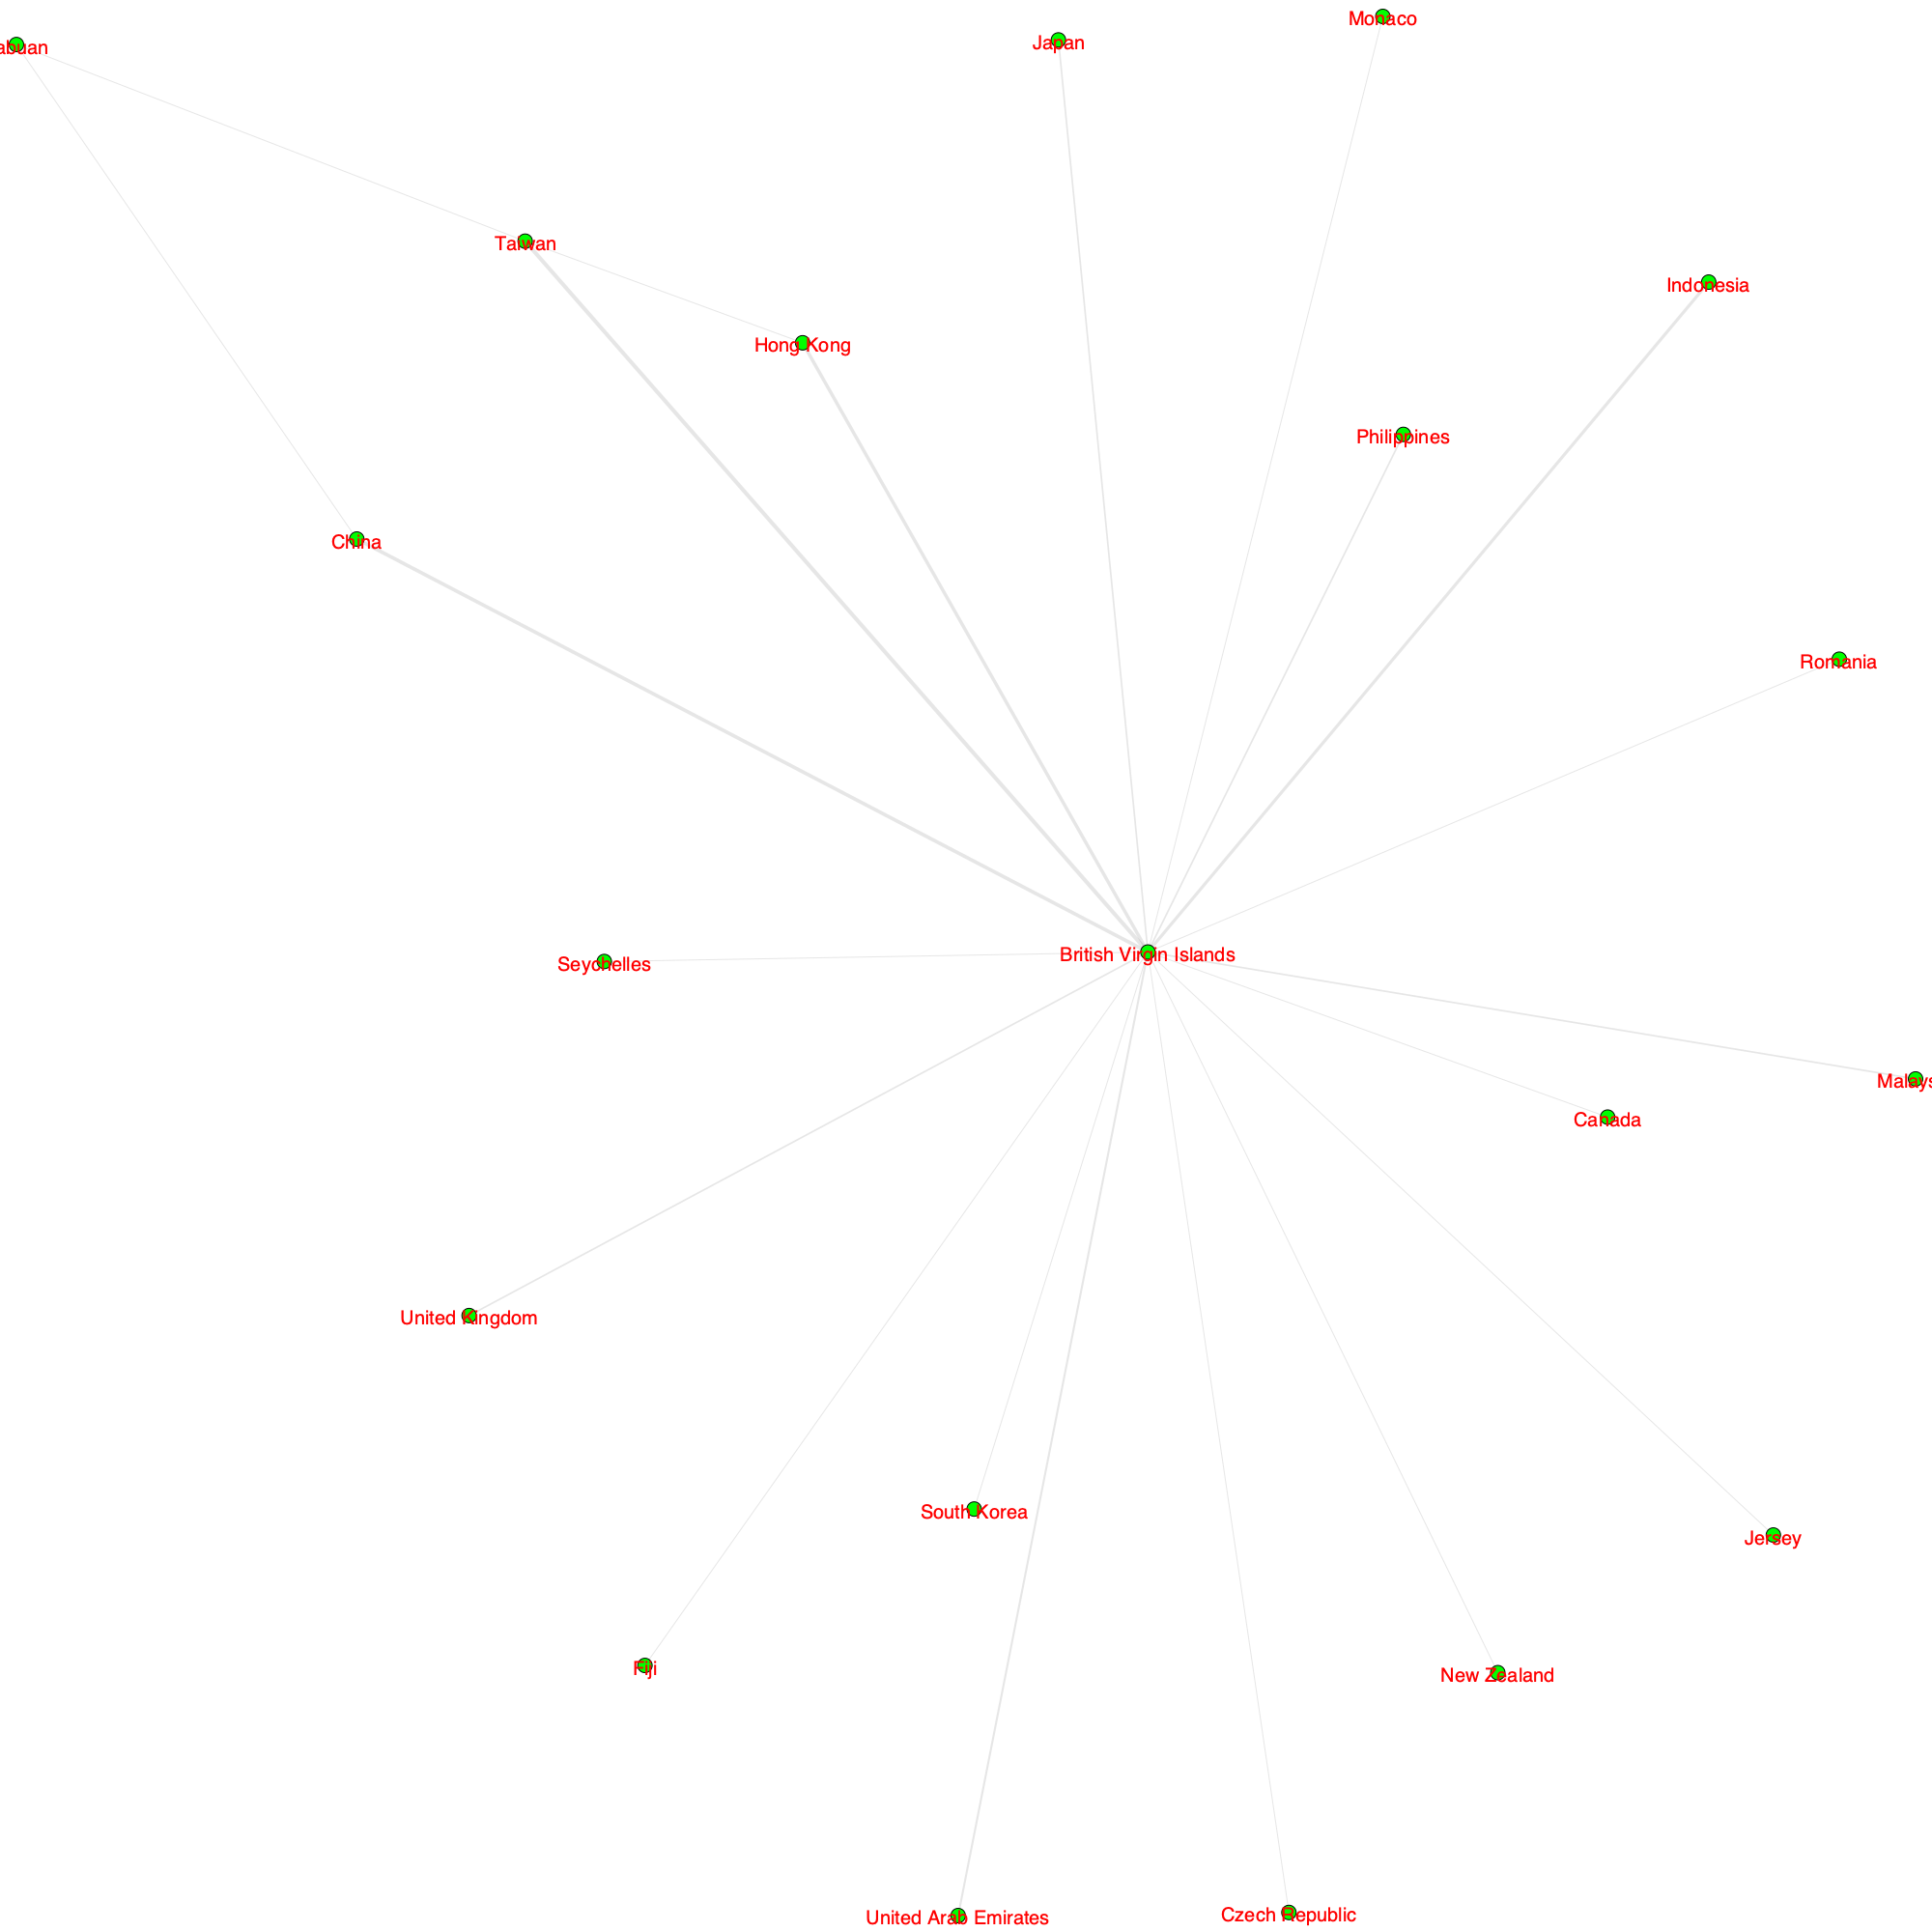 Monaco
Japan
abuan
Taiwan
Indonesia
Hong Kong
Philippines
China
Romania
British Virgin Islands
Seychelles
Malays
Canada
United Kingdom
South Korea
Jersey
Fiji
New Zealand
Czech Republic
United Arab Emirates